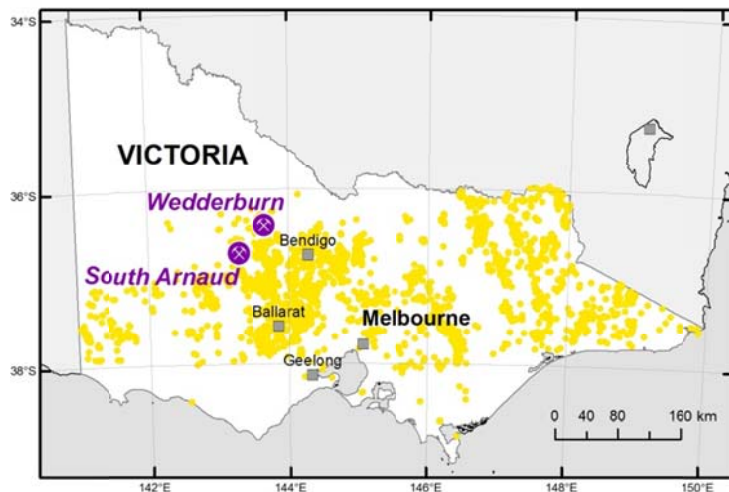 34°S
VICTORIA
36°S
Wedderburn
Bendigo
South Arnaud
Ballarat
Melbourne
Geelong
38°S
0 40 80 160 km
142°E 144°E 146°E 148°E 150°E